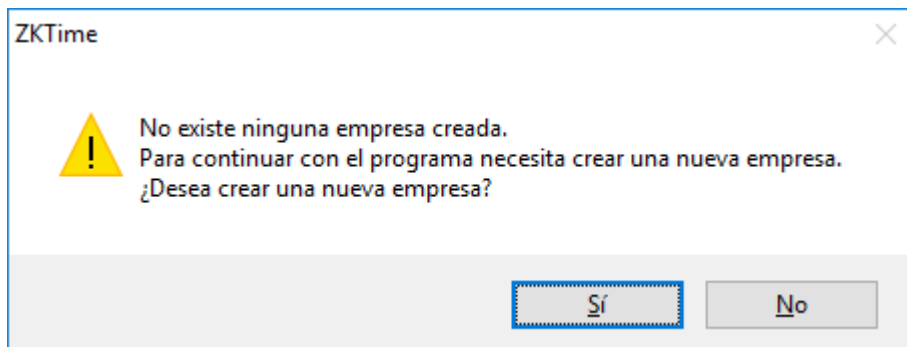 ZKTime
No existe ninguna empresa creada.
Para continuar con el programa necesita crear una nueva empresa.
¿Desea crear una nueva empresa?
Sí
No